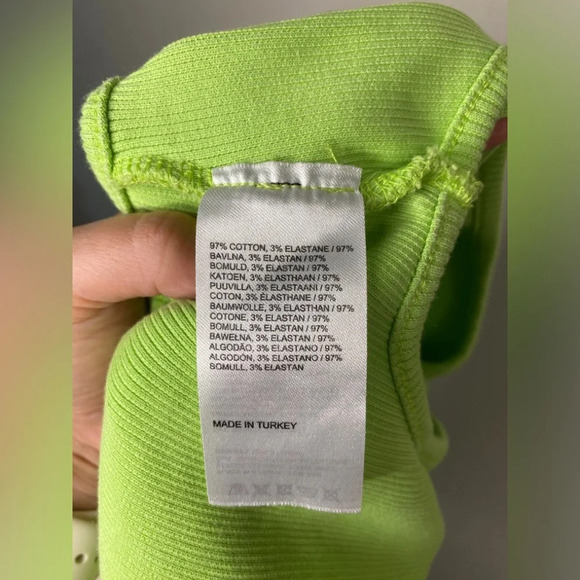 97% COTTON, 3% ELASTANE / 97%
BAVLNA, 3% ELASTAN / 97%
BOMULD, 3% ELASTAN / 97%
KATOEN, 3% ELASTHAAN / 97%
PUUVILLA, 3% ELASTAANI / 97%
COTON, 3% ÉLASTHANE / 97%
BAUMWOLLE, 3% ELASTHAN / 97%
COTONE, 3% ELASTAN / 97%
BOMULL, 3% ELASTAN / 97%
BAWEŁNA, 3% ELASTAN / 97%
ALGODÃO, 3% ELASTANO / 97%
ALGODÓN, 3% ELASTANO / 97%
BOMULL, 3% ELASTAN
MADE IN TURKEY